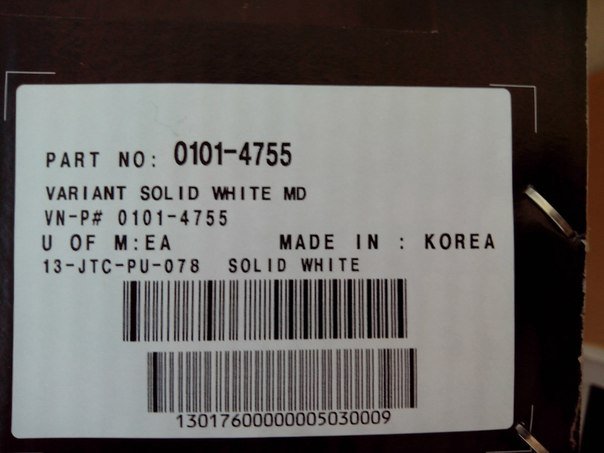 PART NO: 0101-4755
VARIANT SOLID WHITE MD
VN-P# 0101-4755
U OF M:EA MADE IN : KOREA
13-JTC-PU-078 SOLID WHITE
13017600000005030009